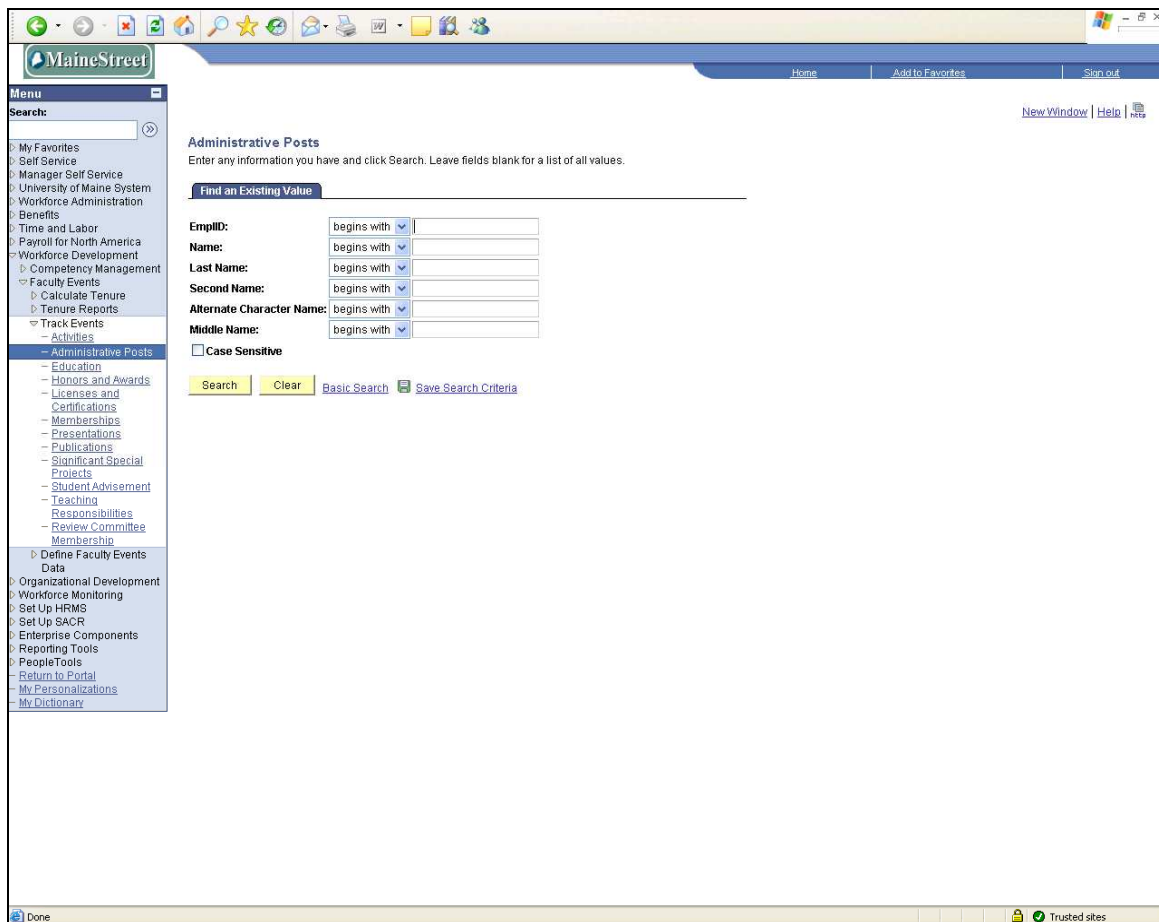 MaineStreet
Home
Add to Favorites
Sign out
Menu
Search:
New Window | Help |
http
My Favorites
Self Service
Manager Self Service
University of Maine System
Workforce Administration
Benefits
Time and Labor
Payroll for North America
Workforce Development
Competency Management
Faculty Events
Calculate Tenure
Tenure Reports
Track Events
– Activities
– Administrative Posts
– Education
– Honors and Awards
– Licenses and
Certifications
– Memberships
– Presentations
– Publications
– Significant Special
Projects
– Student Advisement
– Teaching
Responsibilities
– Review Committee
Membership
Define Faculty Events
Data
Organizational Development
Workforce Monitoring
Set Up HRMS
Set Up SACR
Enterprise Components
Reporting Tools
PeopleTools
– Return to Portal
– My Personalizations
– My Dictionary
Administrative Posts
Enter any information you have and click Search. Leave fields blank for a list of all values.
Find an Existing Value
EmplID: begins with
Name: begins with
Last Name: begins with
Second Name: begins with
Alternate Character Name: begins with
Middle Name: begins with
Case Sensitive
Search Clear Basic Search Save Search Criteria
Done
Trusted sites